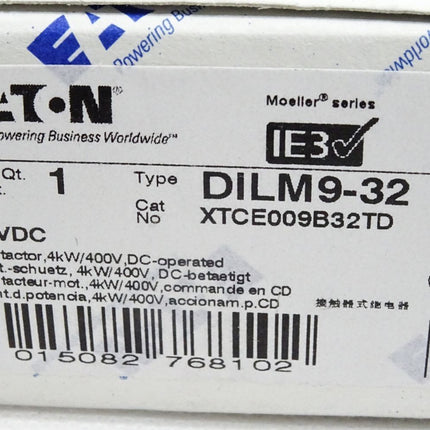 Powering Business
EATON
Powering Business Worldwide™
Moeller® series
IE3✓
Qt. 1 Type DILM9-32
Cat No XTCE009B32TD
VDC
tactor,4kW/400V,DC-operated
t.-schuetz, 4kW/400V, DC-betaetigt
tacteur-mot., 4kW/400V, commande en CD
nt.d.potencia,4kW/400V,accionam.p.CD
接触器式继电器
015082 768102